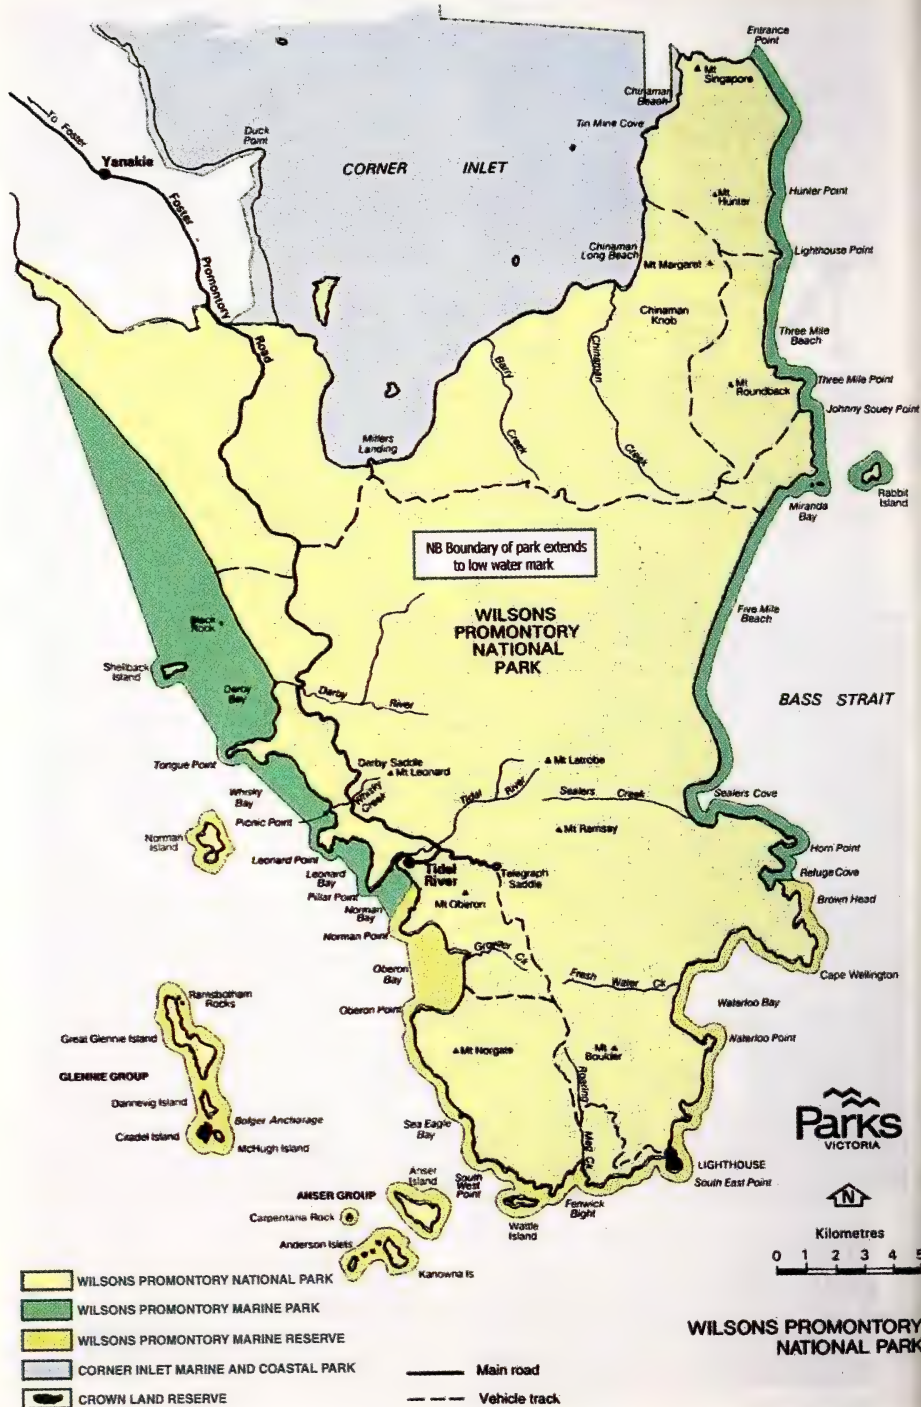 Entrance
Point
Mt
Singapore
Chinaman
Beach
Tin Mine Cove
To Foster
Duck
Point
Yanakie
CORNER INLET
Foster - Promontory Road
Mt
Hunter
Hunter Point
Chinaman
Long Beach
Mt Margaret
Lighthouse Point
Chinaman
Knob
Three Mile
Beach
Barry Creek
Chinaman Creek
Mt
Roundback
Three Mile Point
Johnny Souey Point
Millers
Landing
Rabbit
Island
Miranda
Bay
NB Boundary of park extends
to low water mark
WILSONS
PROMONTORY
NATIONAL
PARK
Five Mile
Beach
Black
Rock
Shellback
Island
Derby
Bay
Derby River
BASS STRAIT
Tongue Point
Derby Saddle
Mt Leonard
Mt Latrobe
Whisky
Bay
Whisky
Creek
Tidal River
Sealers Creek
Sealers Cove
Picnic Point
Norman
Island
Mt Ramsay
Horn Point
Leonard Point
Leonard
Bay
Tidal
River
Telegraph
Saddle
Refuge Cove
Pillar Point
Mt Oberon
Brown Head
Norman
Bay
Norman Point
Growler Ck
Oberon
Bay
Fresh Water Ck
Cape Wellington
Ramsbotham
Rocks
Oberon Point
Waterloo Bay
Great Glennie Island
Mt Norgate
Mt
Boulder
Waterloo Point
GLENNIE GROUP
Roaring Meg Ck
Dannevig Island
Bolger Anchorage
Citadel Island
McHugh Island
Sea Eagle
Bay
Parks
VICTORIA
LIGHTHOUSE
South East Point
Anser
Island
South
West
Point
ANSER GROUP
Carpentaria Rock
Wattle
Island
Fenwick
Bight
N
Anderson Islets
Kanowna Is
Kilometres
0 1 2 3 4 5
WILSONS PROMONTORY NATIONAL PARK
WILSONS PROMONTORY MARINE PARK
WILSONS PROMONTORY MARINE RESERVE
CORNER INLET MARINE AND COASTAL PARK
CROWN LAND RESERVE
Main road
Vehicle track
WILSONS PROMONTORY
NATIONAL PARK